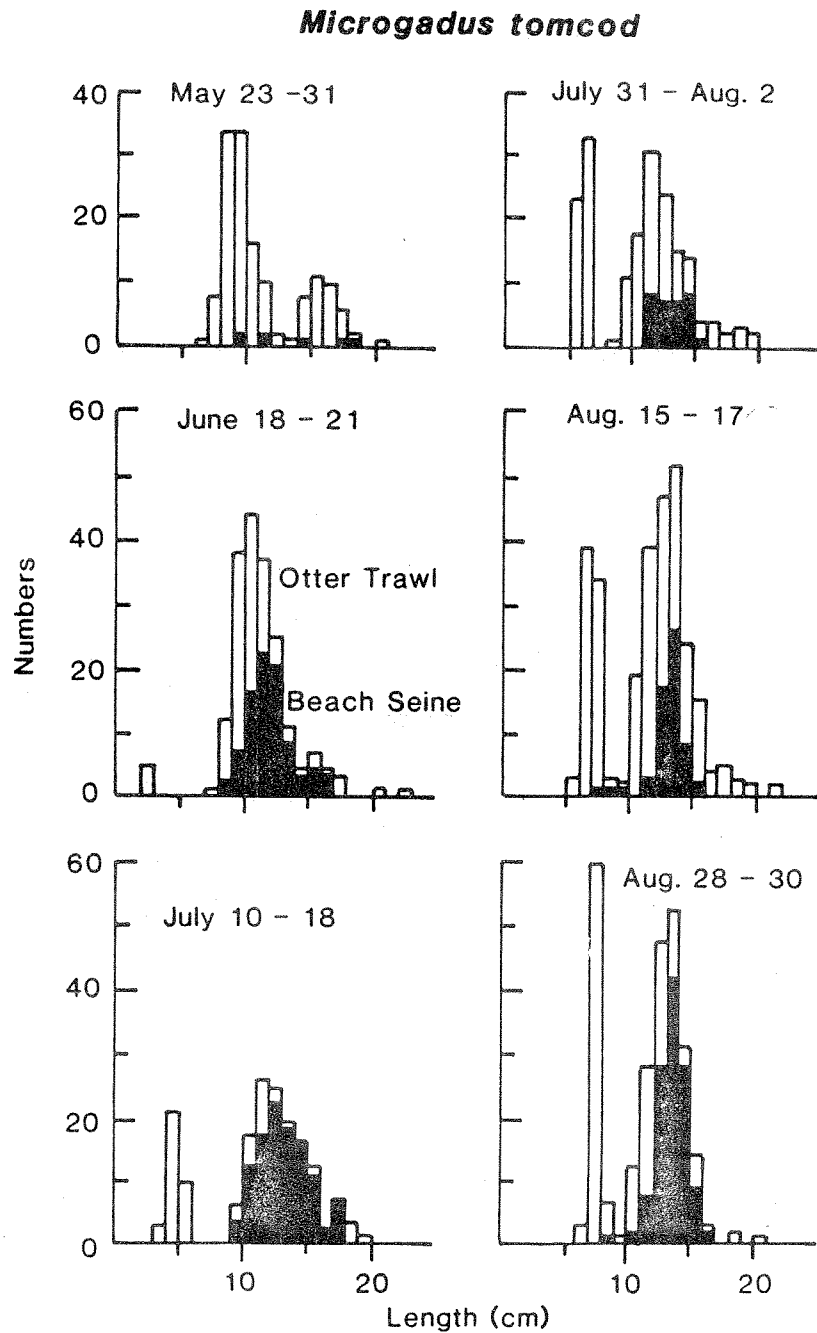 Microgadus tomcod
May 23 -31
40
20
0
July 31 - Aug. 2
June 18 - 21
60
40
20
0
Otter Trawl
Beach Seine
Aug. 15 - 17
Numbers
July 10 - 18
60
40
20
0
10
20
Aug. 28 - 30
10
20
Length (cm)